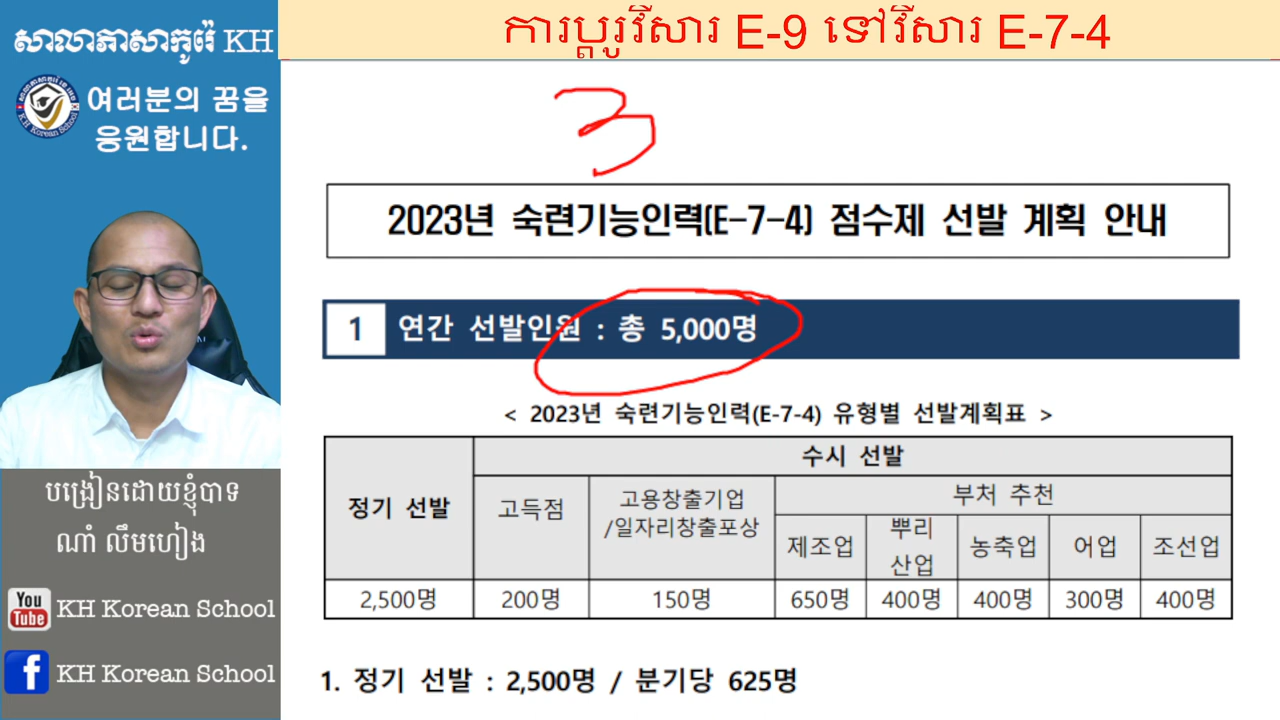 សាលាភាសាកូរ៉េ KH
여러분의 꿈을
응원합니다.
ការប្តូរវីសារ E-9 ទៅវីសារ E-7-4
3
2023년 숙련기능인력(E-7-4) 점수제 선발 계획 안내
1 연간 선발인원 : 총 5,000명
< 2023년 숙련기능인력(E-7-4) 유형별 선발계획표 >
정기 선발
수시 선발
고득점
고용창출기업
/일자리창출포상
부처 추천
제조업
뿌리
산업
농축업
어업
조선업
2,500명 200명 150명 650명 400명 400명 300명 400명
1. 정기 선발 : 2,500명 / 분기당 625명
បង្រៀនដោយខ្ញុំបាទ
ណាំ លឹមហៀង
You
Tube
KH Korean School
f KH Korean School